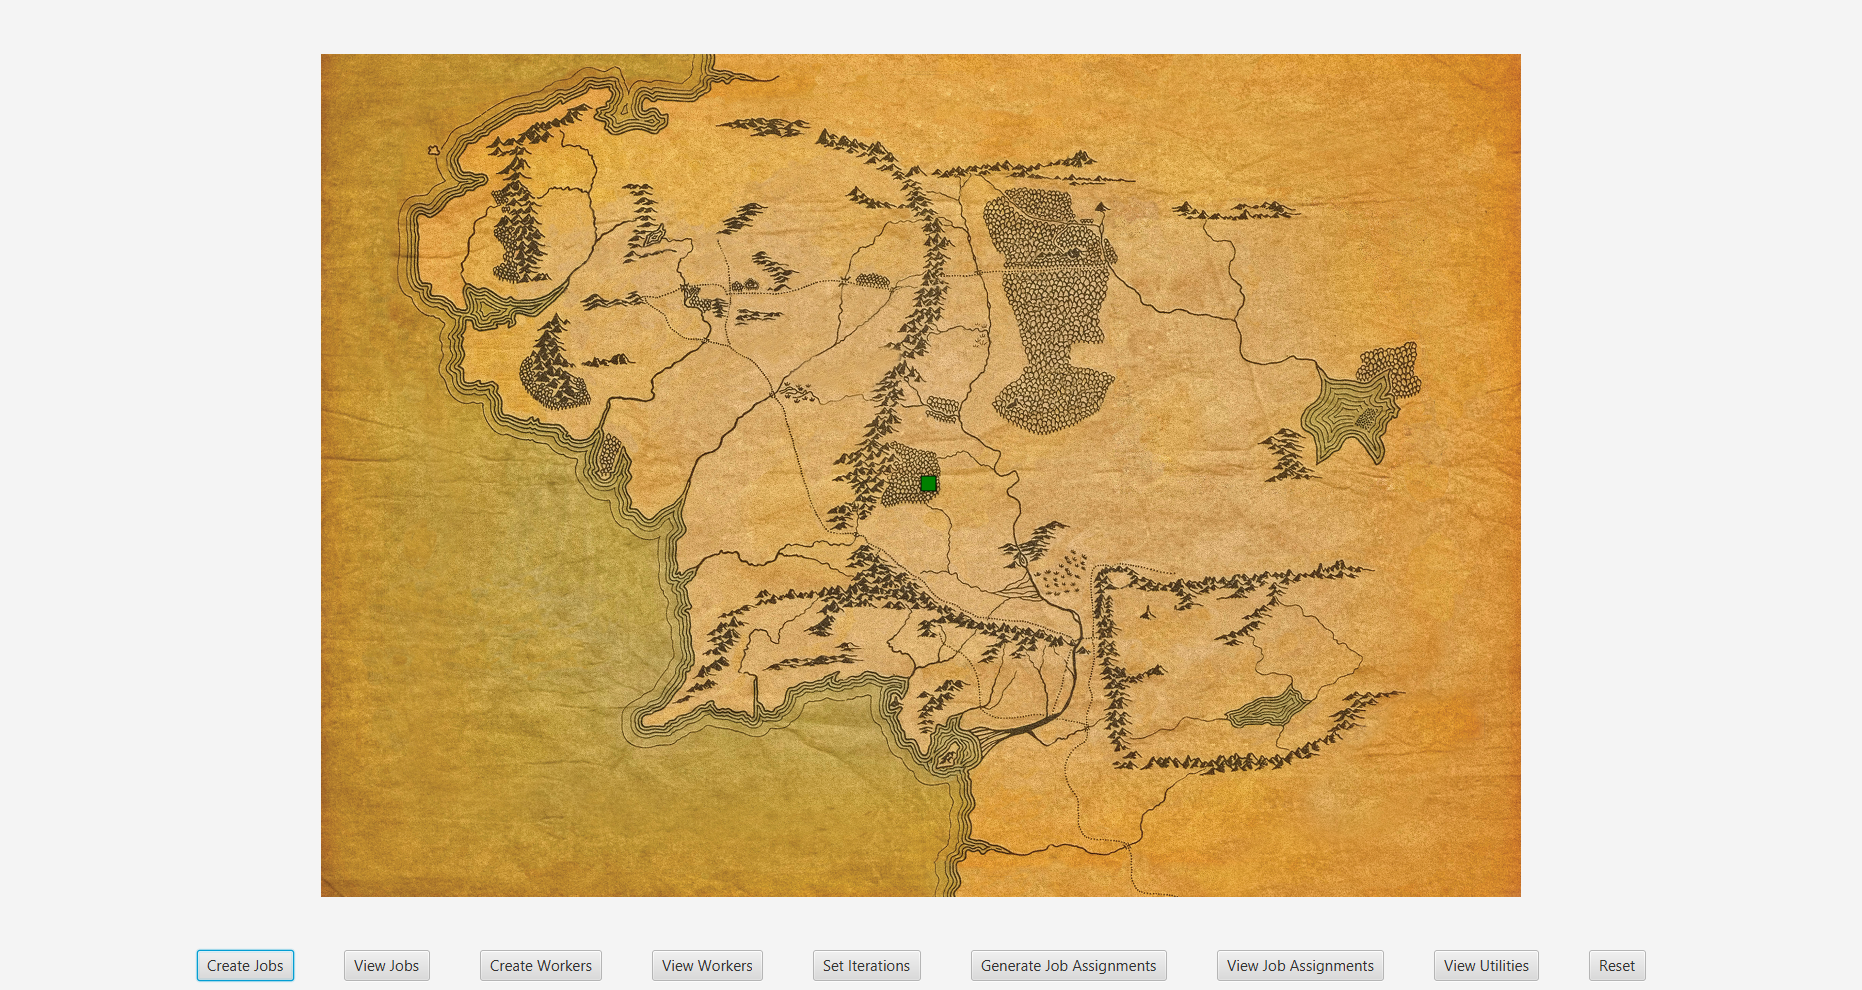 Create Jobs
View Jobs
Create Workers
View Workers
Set Iterations
Generate Job Assignments
View Job Assignments
View Utilities
Reset